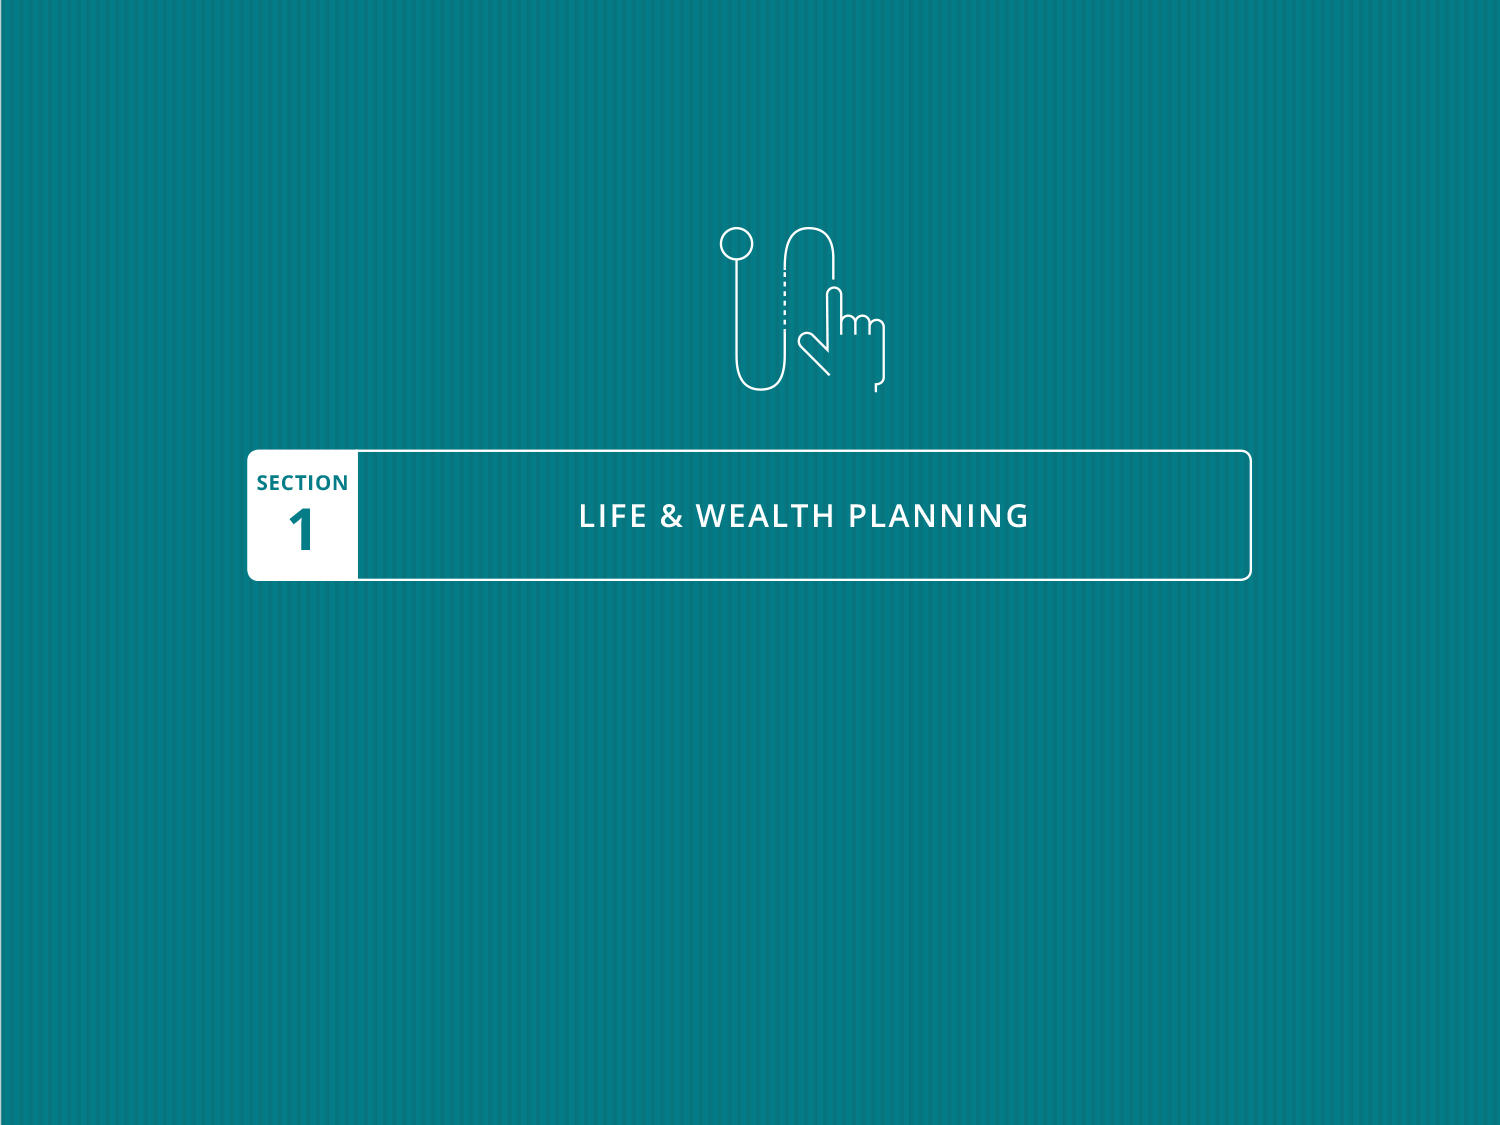 SECTION
1
LIFE & WEALTH PLANNING